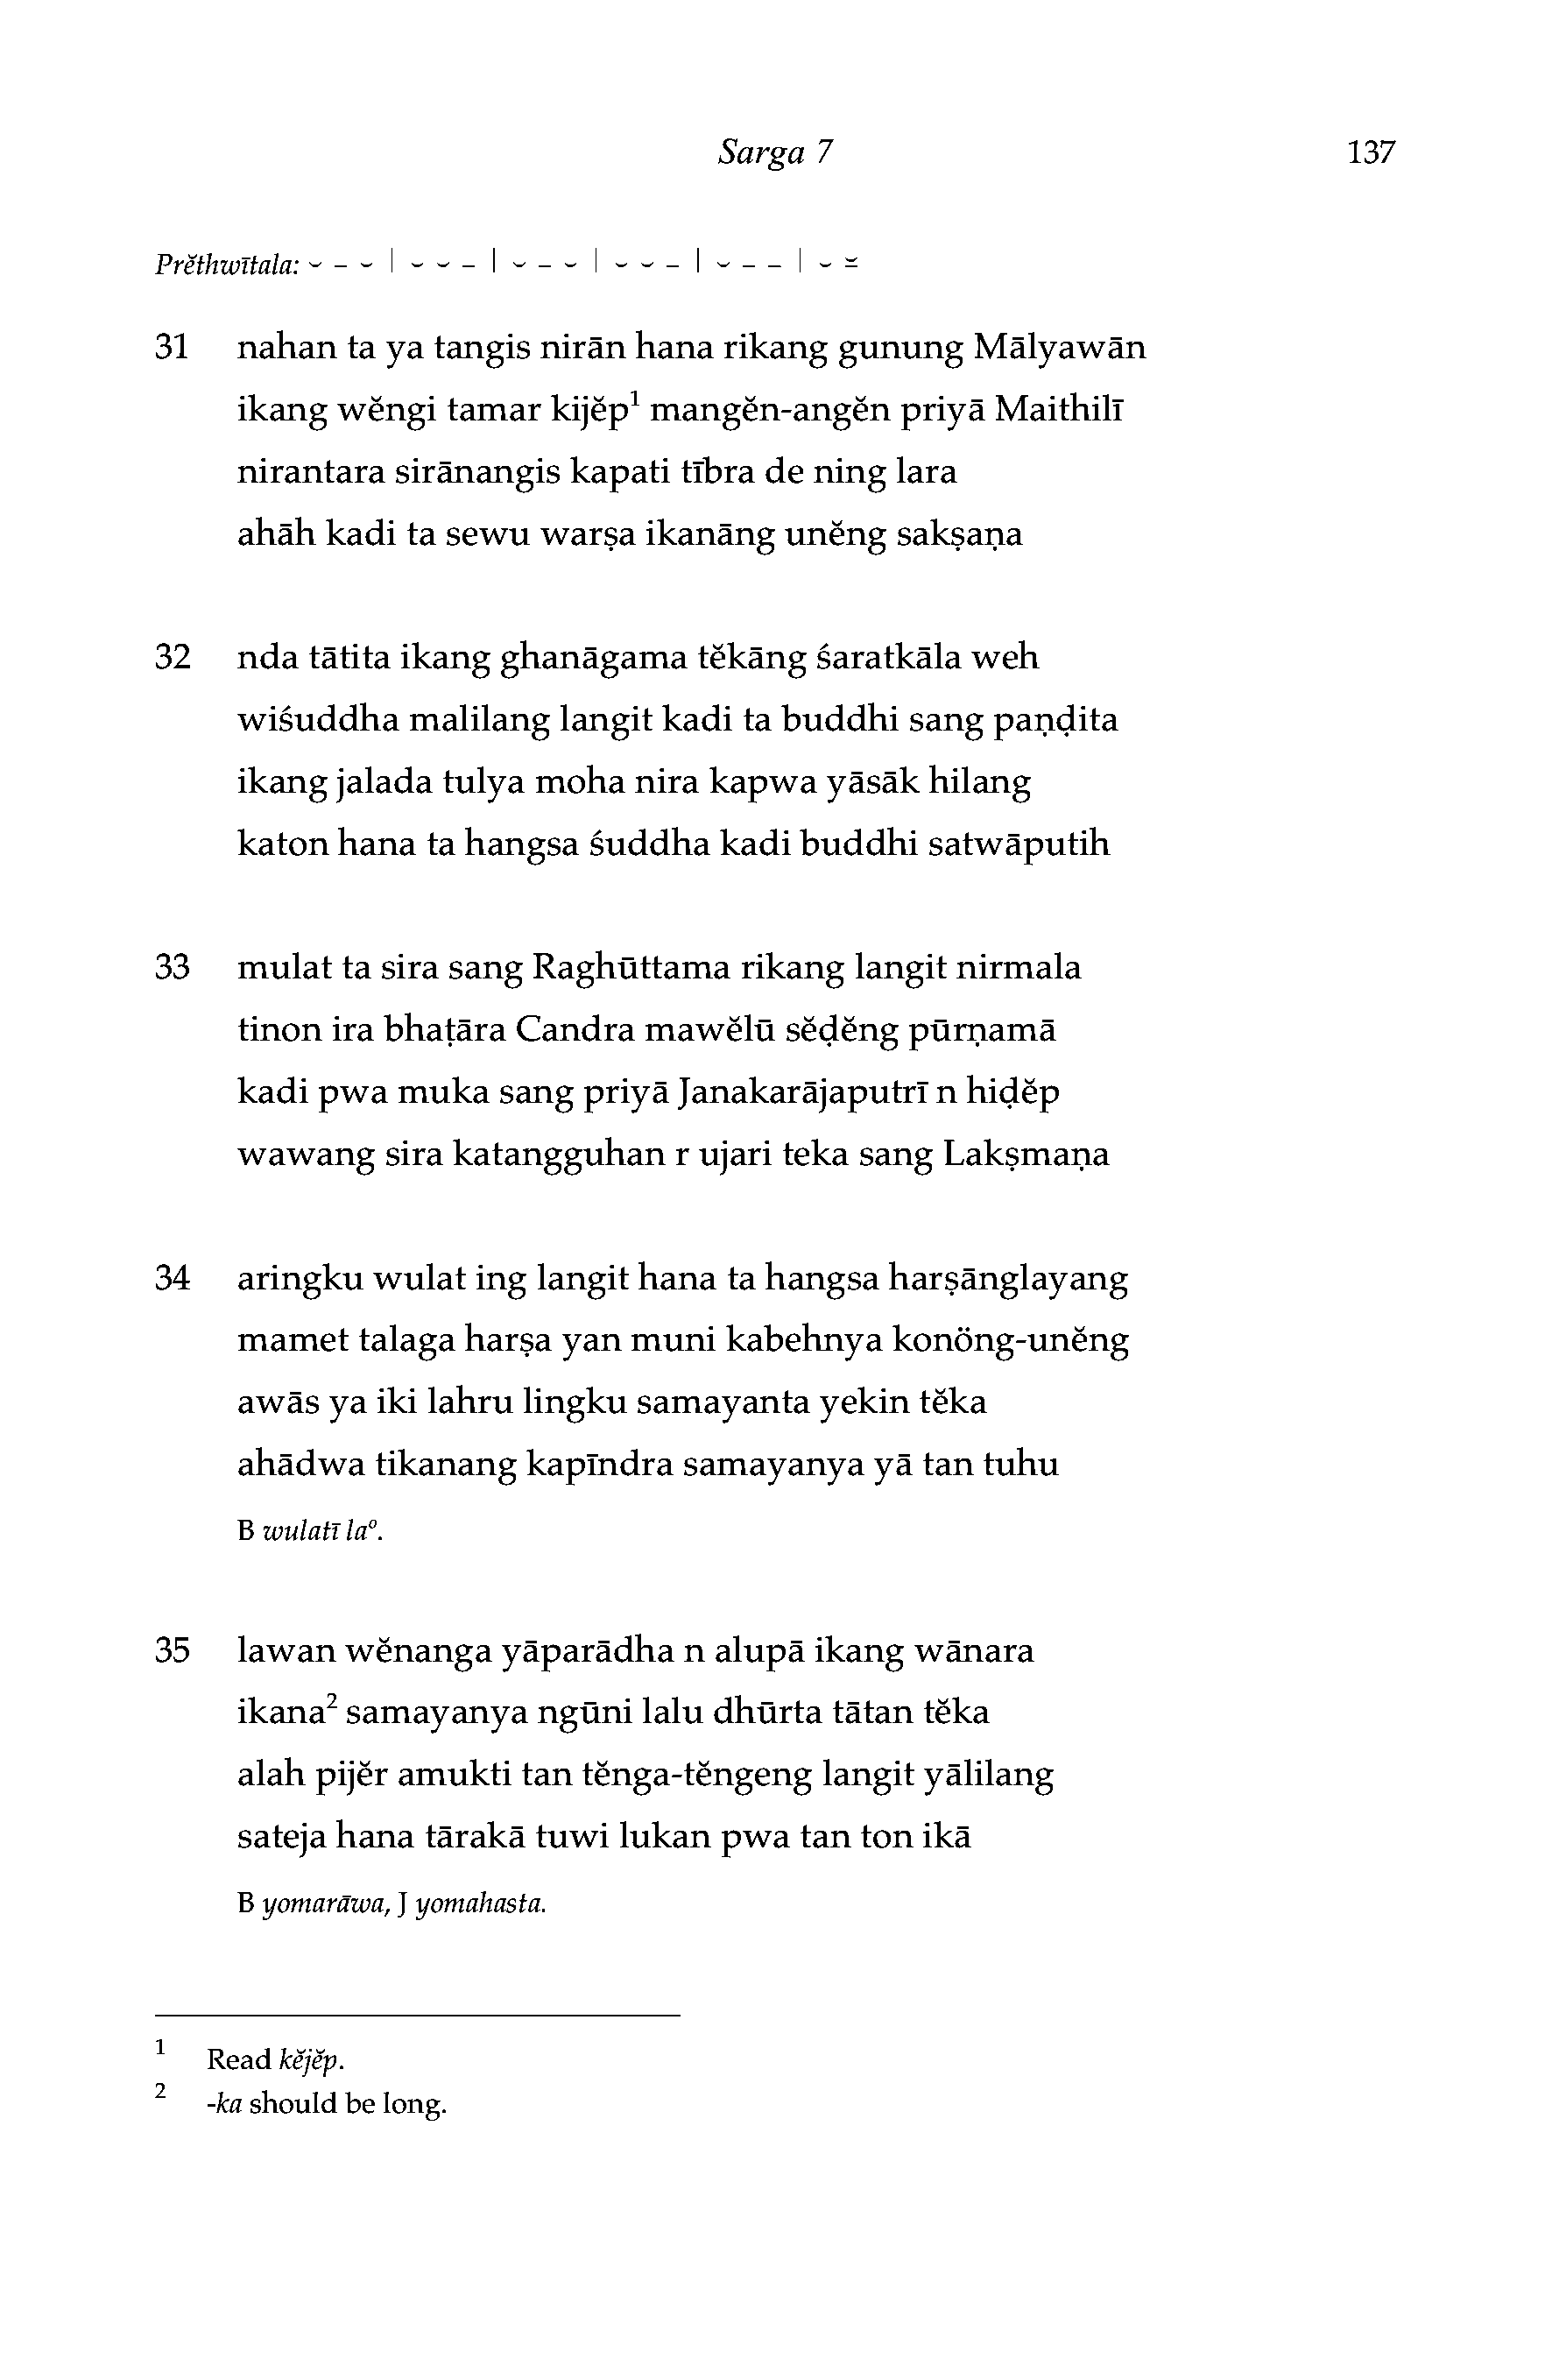 Sarga 7 137
Prĕthwītala: ⏑ – ⏑ | ⏑ ⏑ – | ⏑ – ⏑ | ⏑ ⏑ – | ⏑ – – | ⏑ ⏓
31 nahan ta ya tangis nirān hana rikang gunung Mālyawān
ikang wĕngi tamar kijĕp¹ mangĕn-angĕn priyā Maithilī
nirantara sirānangis kapati tībra de ning lara
ahāh kadi ta sewu warṣa ikanāng unĕng sakṣaṇa
32 nda tātita ikang ghanāgama tĕkāng śaratkāla weh
wiśuddha malilang langit kadi ta buddhi sang paṇḍita
ikang jalada tulya moha nira kapwa yāsāk hilang
katon hana ta hangsa śuddha kadi buddhi satwāputih
33 mulat ta sira sang Raghūttama rikang langit nirmala
tinon ira bhaṭāra Candra mawĕlū sĕḍĕng pūrṇamā
kadi pwa muka sang priyā Janakarājaputrī n hiḍĕp
wawang sira katangguhan r ujari teka sang Lakṣmaṇa
34 aringku wulat ing langit hana ta hangsa harṣānglayang
mamet talaga harṣa yan muni kabehnya konöng-unĕng
awās ya iki lahru lingku samayanta yekin tĕka
ahādwa tikanang kapīndra samayanya yā tan tuhu
B wulatī laº.
35 lawan wĕnanga yāparādha n alupā ikang wānara
ikana² samayanya ngūni lalu dhūrta tātan tĕka
alah pijĕr amukti tan tĕnga-tĕngeng langit yālilang
sateja hana tārakā tuwi lukan pwa tan ton ikā
B yomarāwa, J yomahasta.
1 Read kĕjĕp.
2 -ka should be long.